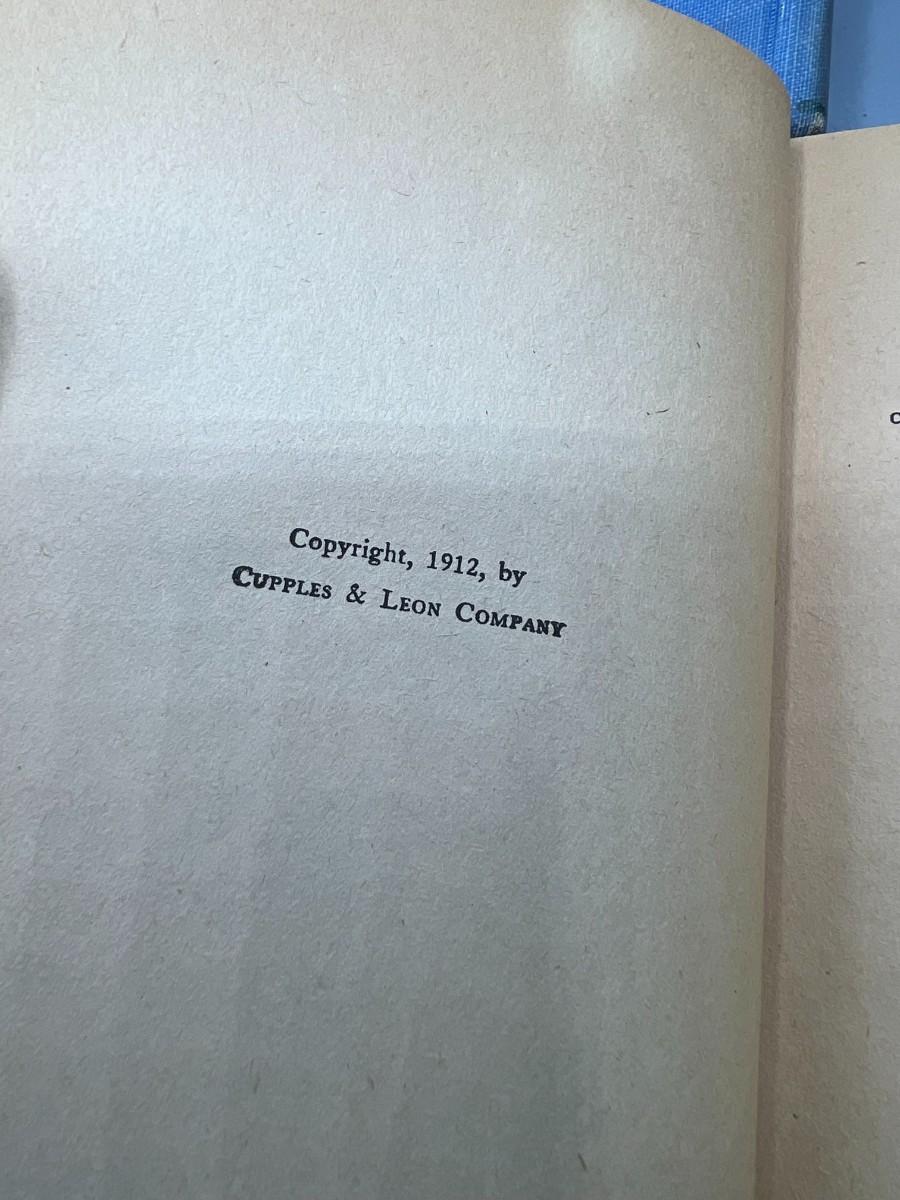 Copyright, 1912, by
CUPPLES & LEON COMPANY